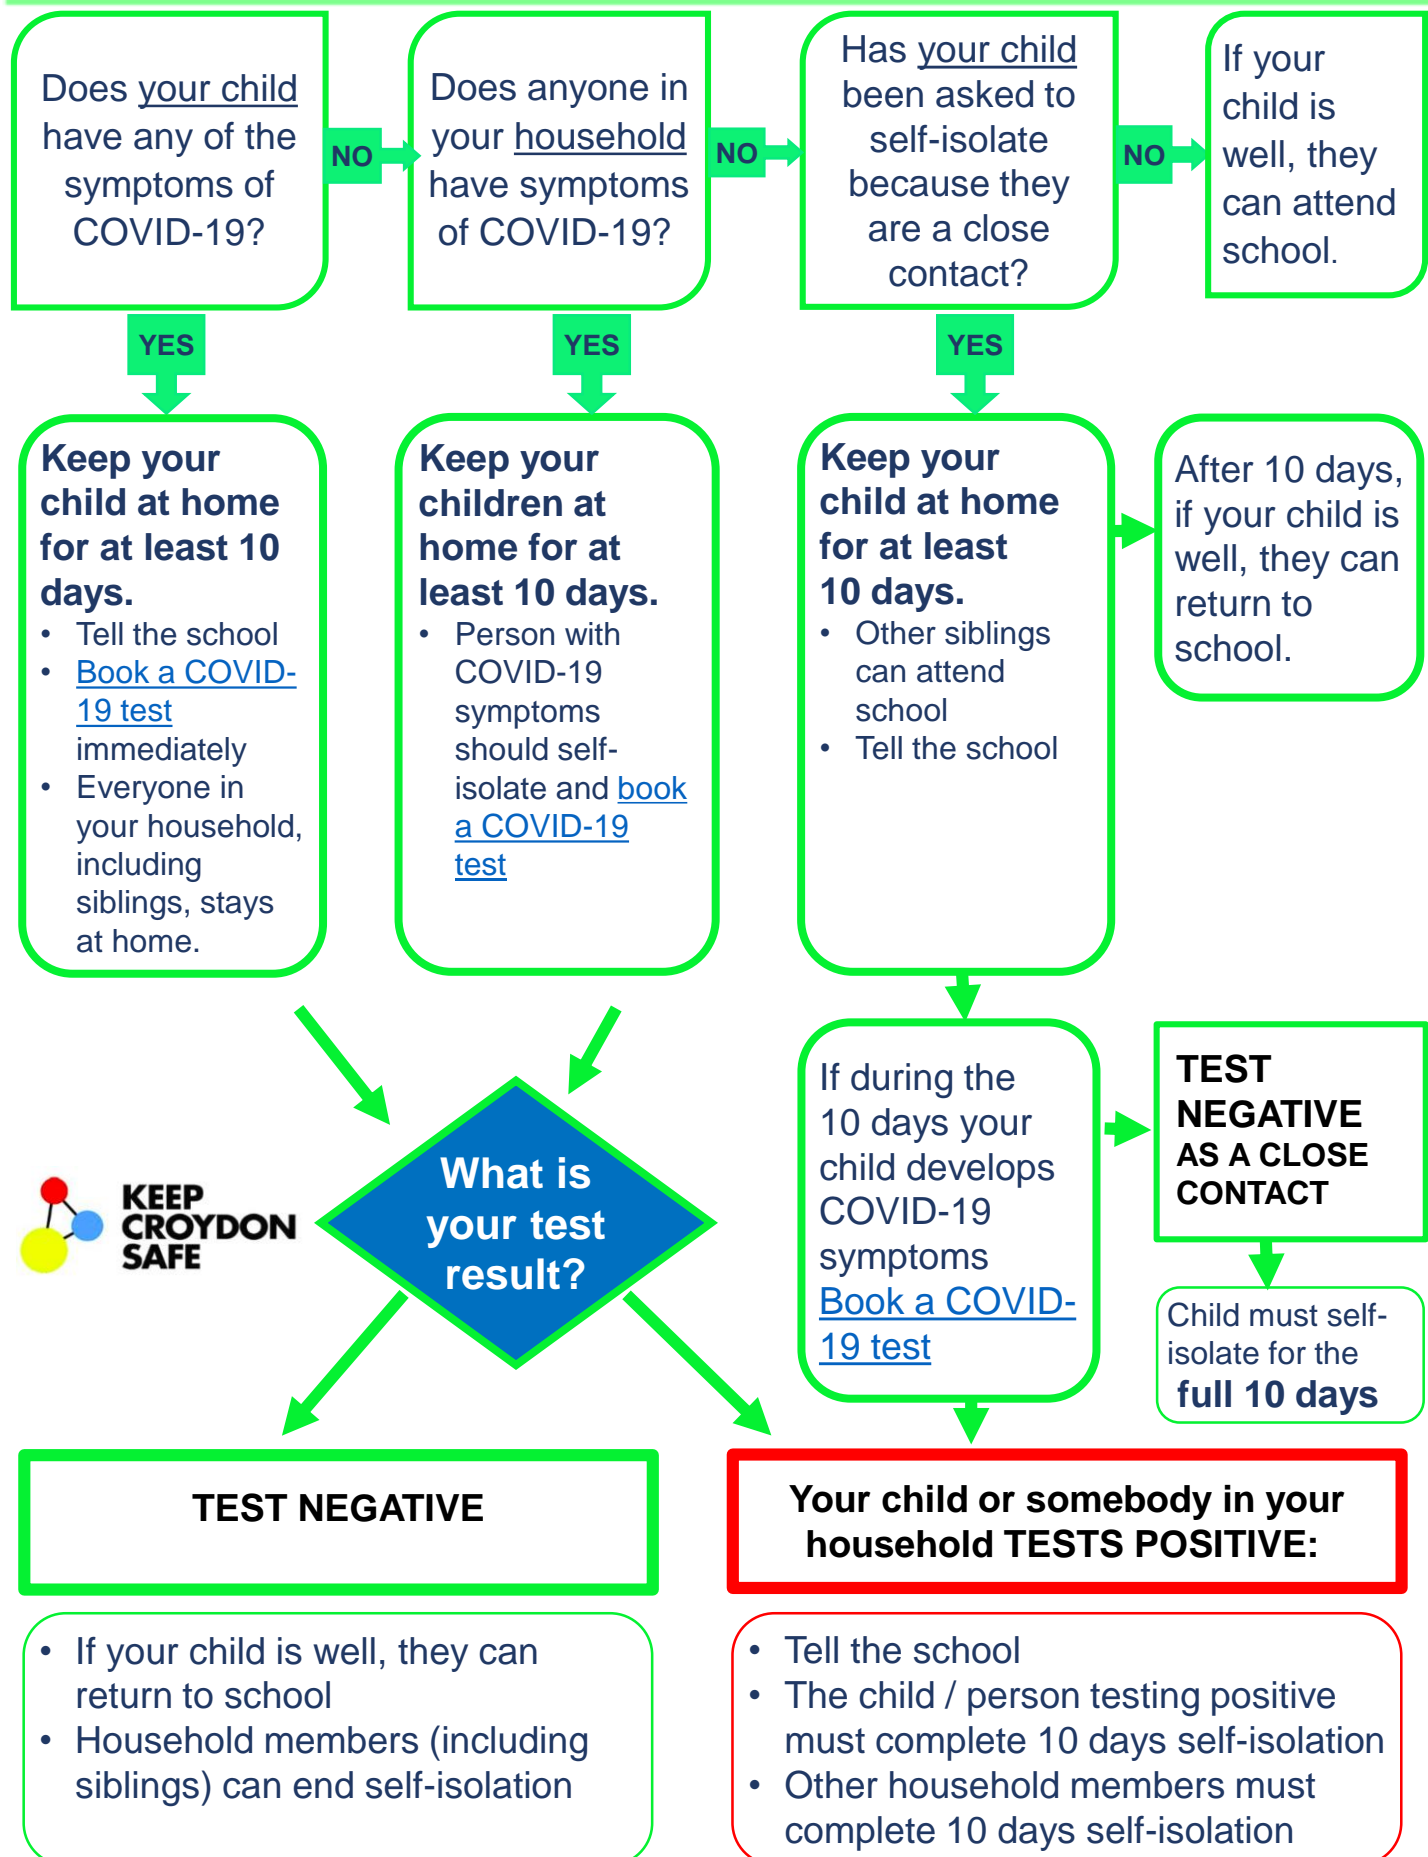 Does your child
have any of the
symptoms of
COVID-19?
NO
Does anyone in
your household
have symptoms
of COVID-19?
NO
Has your child
been asked to
self-isolate
because they
are a close
contact?
NO
If your
child is
well, they
can attend
school.
YES
YES
YES
Keep your
child at home
for at least 10
days.
• Tell the school
• Book a COVID-
19 test
immediately
• Everyone in
your household,
including
siblings, stays
at home.
Keep your
children at
home for at
least 10 days.
• Person with
COVID-19
symptoms
should self-
isolate and book
a COVID-19
test
Keep your
child at home
for at least
10 days.
• Other siblings
can attend
school
• Tell the school
After 10 days,
if your child is
well, they can
return to
school.
KEEP
CROYDON
SAFE
What is
your test
result?
If during the
10 days your
child develops
COVID-19
symptoms
Book a COVID-
19 test
TEST
NEGATIVE
AS A CLOSE
CONTACT
Child must self-
isolate for the
full 10 days
TEST NEGATIVE
• If your child is well, they can
return to school
• Household members (including
siblings) can end self-isolation
Your child or somebody in your
household TESTS POSITIVE:
• Tell the school
• The child / person testing positive
must complete 10 days self-isolation
• Other household members must
complete 10 days self-isolation